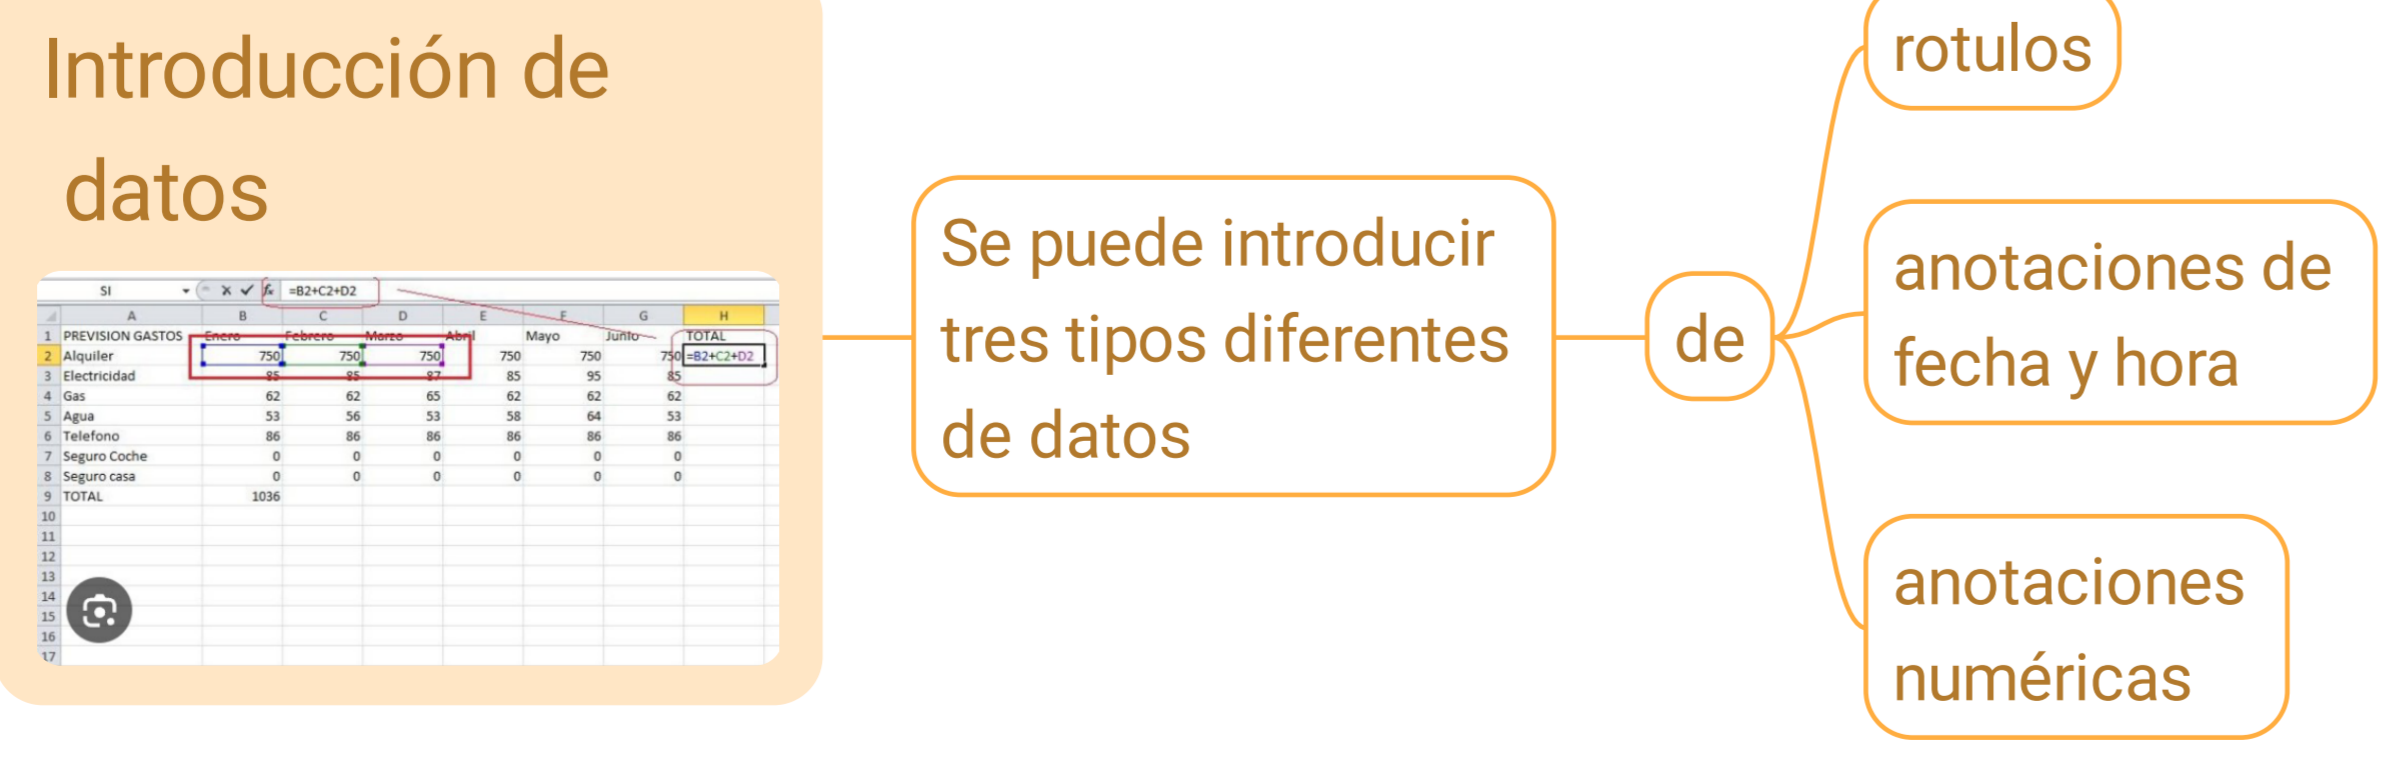 Introducción de
datos
SI fx =B2+C2+D2
A B C D E F G H
1 PREVISION GASTOS Enero Febrero Marzo Abril Mayo Junio TOTAL
2 Alquiler 750 750 750 750 750 750 =B2+C2+D2
3 Electricidad 85 85 87 85 95 85
4 Gas 62 62 65 62 62 62
5 Agua 53 56 53 58 64 53
6 Telefono 86 86 86 86 86 86
7 Seguro Coche 0 0 0 0 0 0
8 Seguro casa 0 0 0 0 0 0
9 TOTAL 1036
10
11
12
13
14
15
16
17
Se puede introducir
tres tipos diferentes
de datos
de
rotulos
anotaciones de
fecha y hora
anotaciones
numéricas